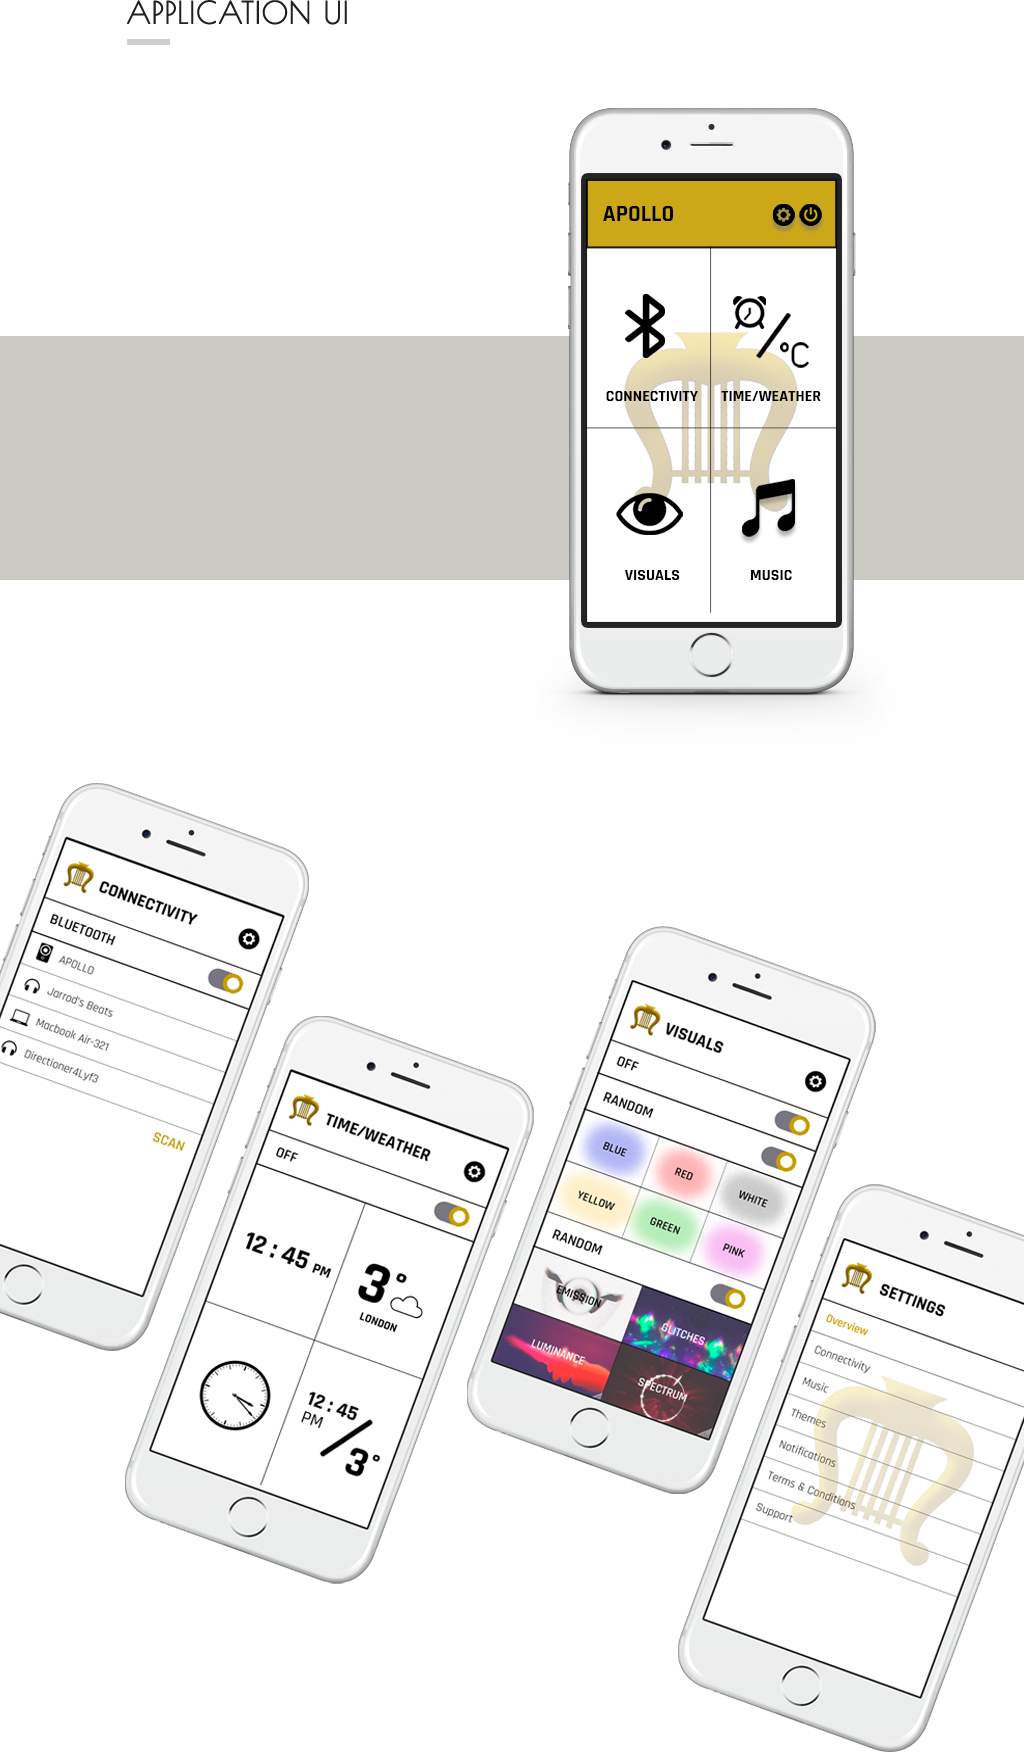 APPLICATION UI
APOLLO
°C
CONNECTIVITY
TIME/WEATHER
VISUALS
MUSIC
CONNECTIVITY
BLUETOOTH
APOLLO
Jarrod's Beats
Macbook Air-321
Directioner4Lyf3
SCAN
TIME/WEATHER
OFF
12 : 45 PM
3°
LONDON
12 : 45
PM
3°
VISUALS
OFF
RANDOM
BLUE
RED
WHITE
YELLOW
GREEN
PINK
RANDOM
EMISSION
GLITCHES
LUMINANCE
SPECTRUM
SETTINGS
Overview
Connectivity
Music
Themes
Notifications
Terms & Conditions
Support